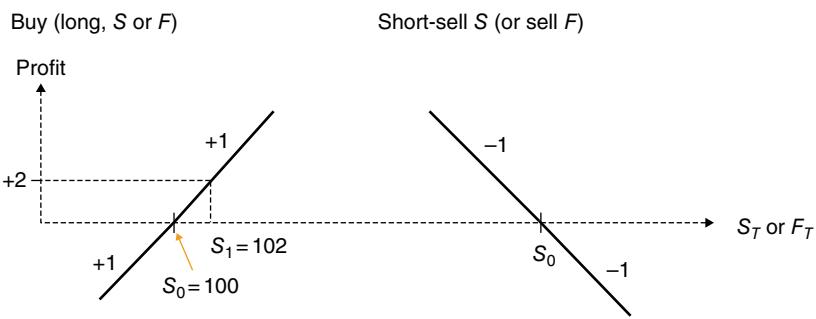 Buy (long, S or F)
Short-sell S (or sell F)
Profit
+1
−1
+2
S_T or F_T
S_1 = 102
S_0
+1
−1
S_0 = 100